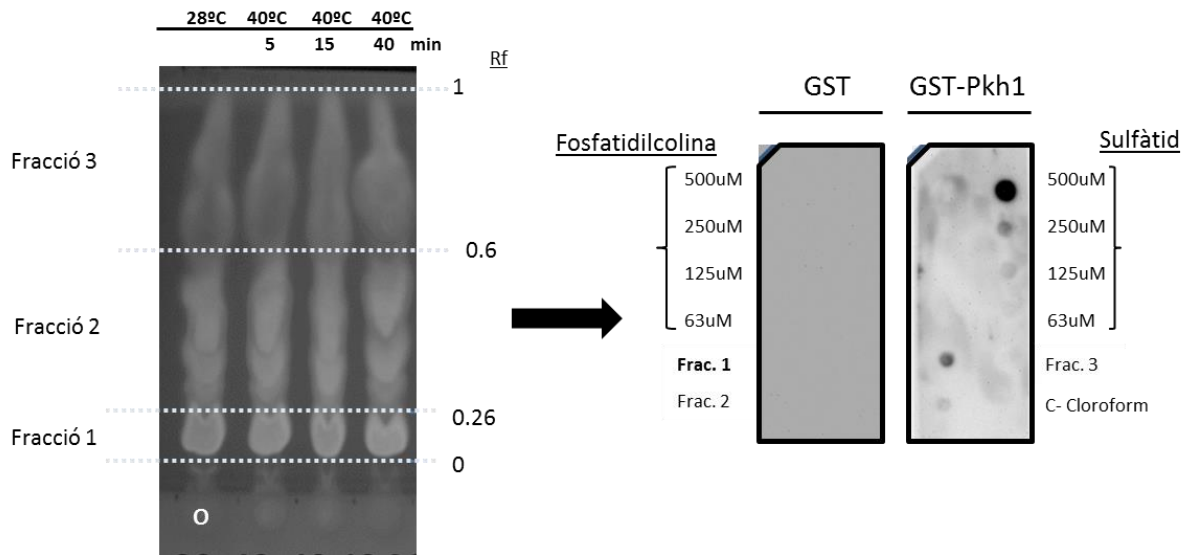 28ºC 40ºC 40ºC 40ºC
5 15 40 min
Rf
1
Fracció 3
0.6
Fracció 2
0.26
Fracció 1
0
O
GST GST-Pkh1
Fosfatidilcolina
Sulfàtid
500uM
250uM
125uM
63uM
Frac. 1
Frac. 2
500uM
250uM
125uM
63uM
Frac. 3
C- Cloroform